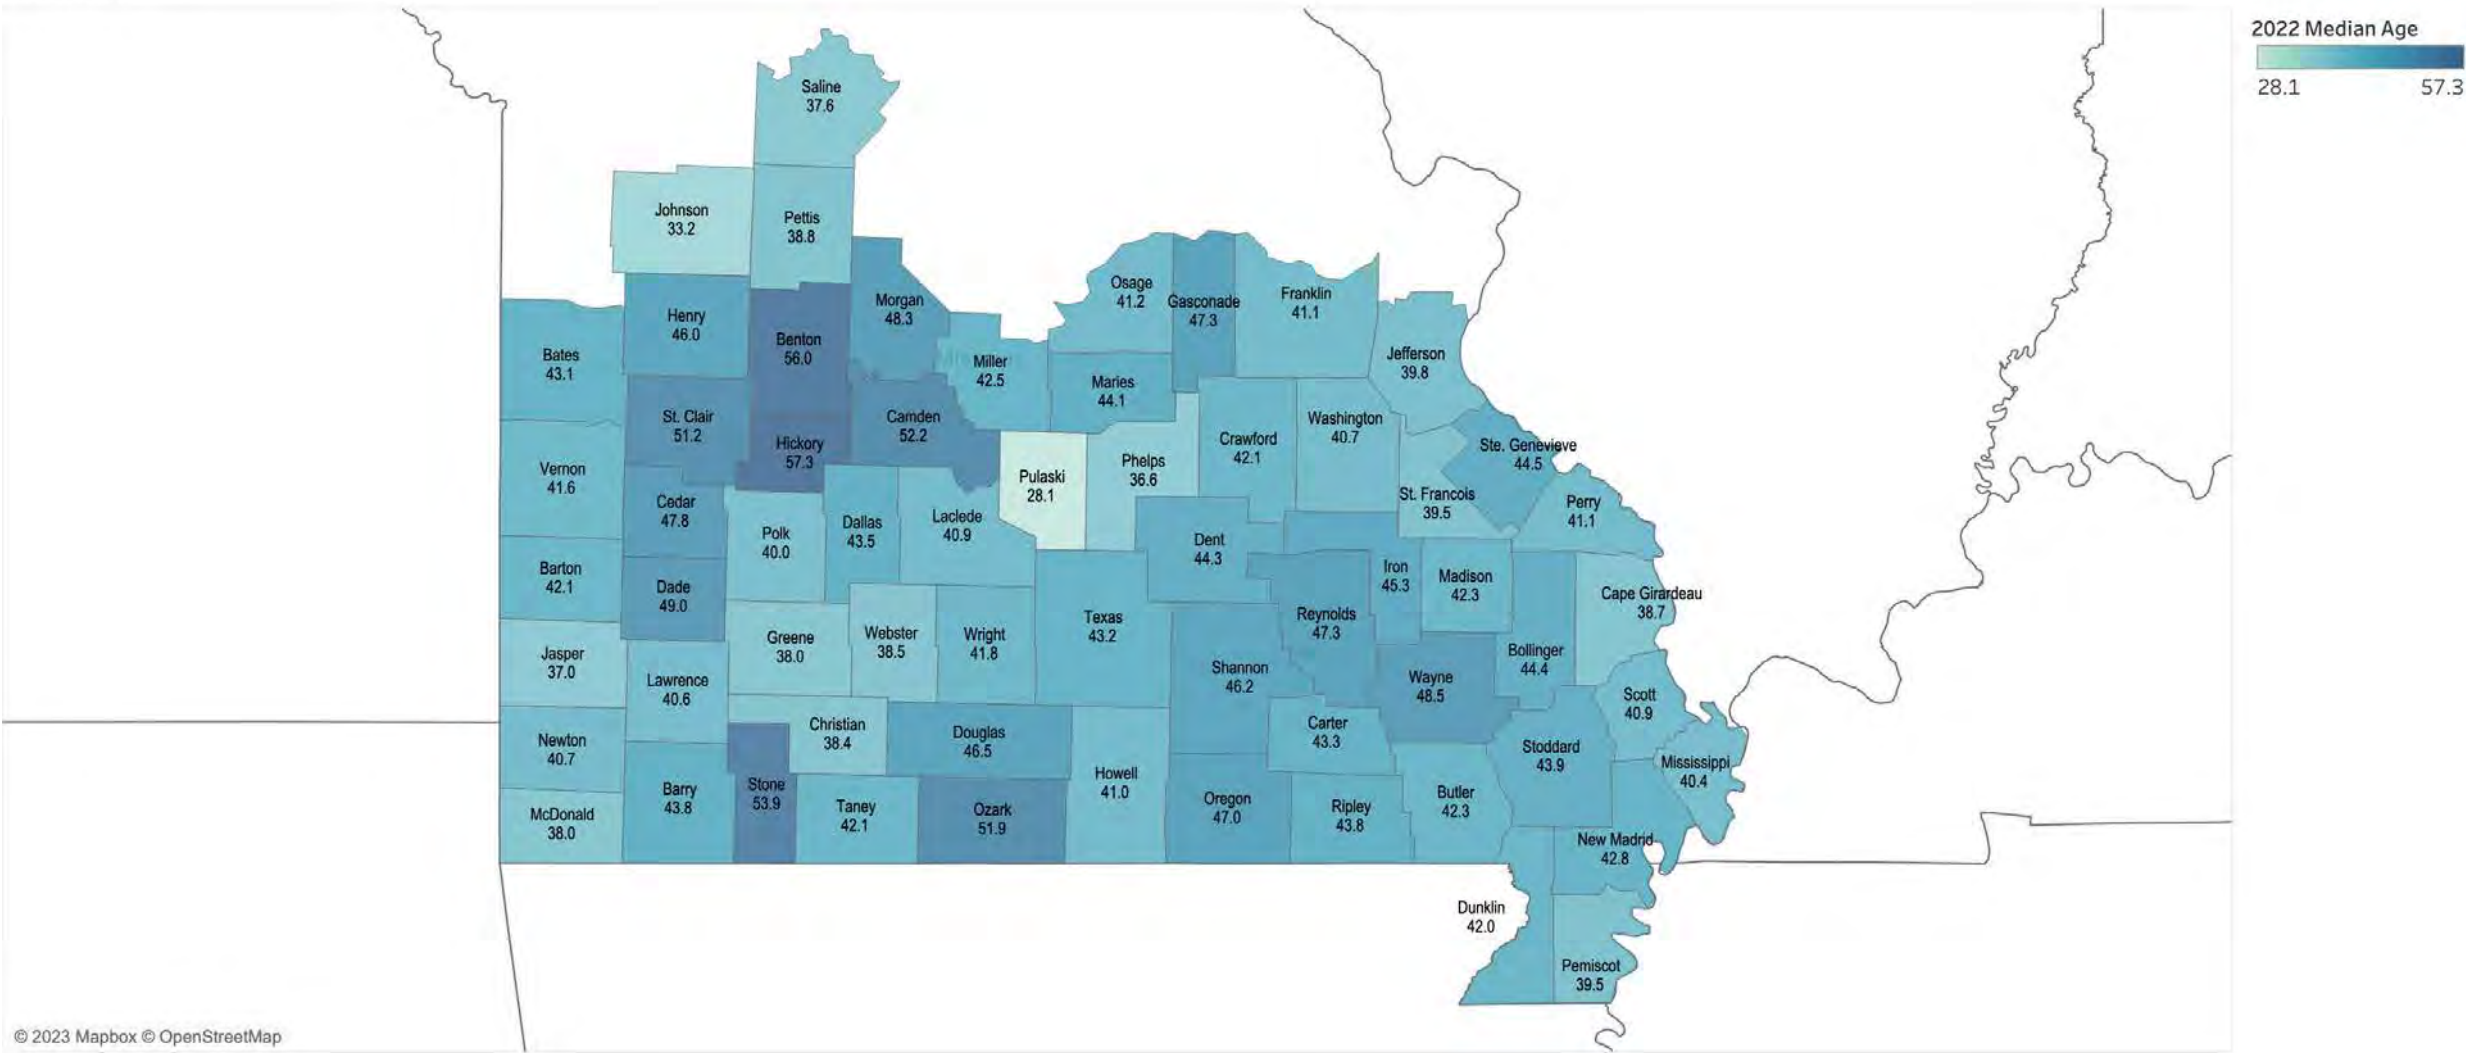 2022 Median Age
28.1 57.3
Saline
37.6
Johnson
33.2
Pettis
38.8
Henry
46.0
Benton
56.0
Morgan
48.3
Miller
42.5
Osage
41.2
Gasconade
47.3
Franklin
41.1
Jefferson
39.8
Bates
43.1
Maries
44.1
St. Clair
51.2
Hickory
57.3
Camden
52.2
Pulaski
28.1
Phelps
36.6
Crawford
42.1
Washington
40.7
Ste. Genevieve
44.5
St. Francois
39.5
Perry
41.1
Vernon
41.6
Cedar
47.8
Polk
40.0
Dallas
43.5
Laclede
40.9
Dent
44.3
Iron
45.3
Madison
42.3
Cape Girardeau
38.7
Barton
42.1
Dade
49.0
Greene
38.0
Webster
38.5
Wright
41.8
Texas
43.2
Reynolds
47.3
Shannon
46.2
Wayne
48.5
Bollinger
44.4
Jasper
37.0
Lawrence
40.6
Christian
38.4
Douglas
46.5
Carter
43.3
Scott
40.9
Stoddard
43.9
Mississippi
40.4
Newton
40.7
McDonald
38.0
Barry
43.8
Stone
53.9
Taney
42.1
Ozark
51.9
Howell
41.0
Oregon
47.0
Ripley
43.8
Butler
42.3
New Madrid
42.8
Dunklin
42.0
Pemiscot
39.5
© 2023 Mapbox © OpenStreetMap